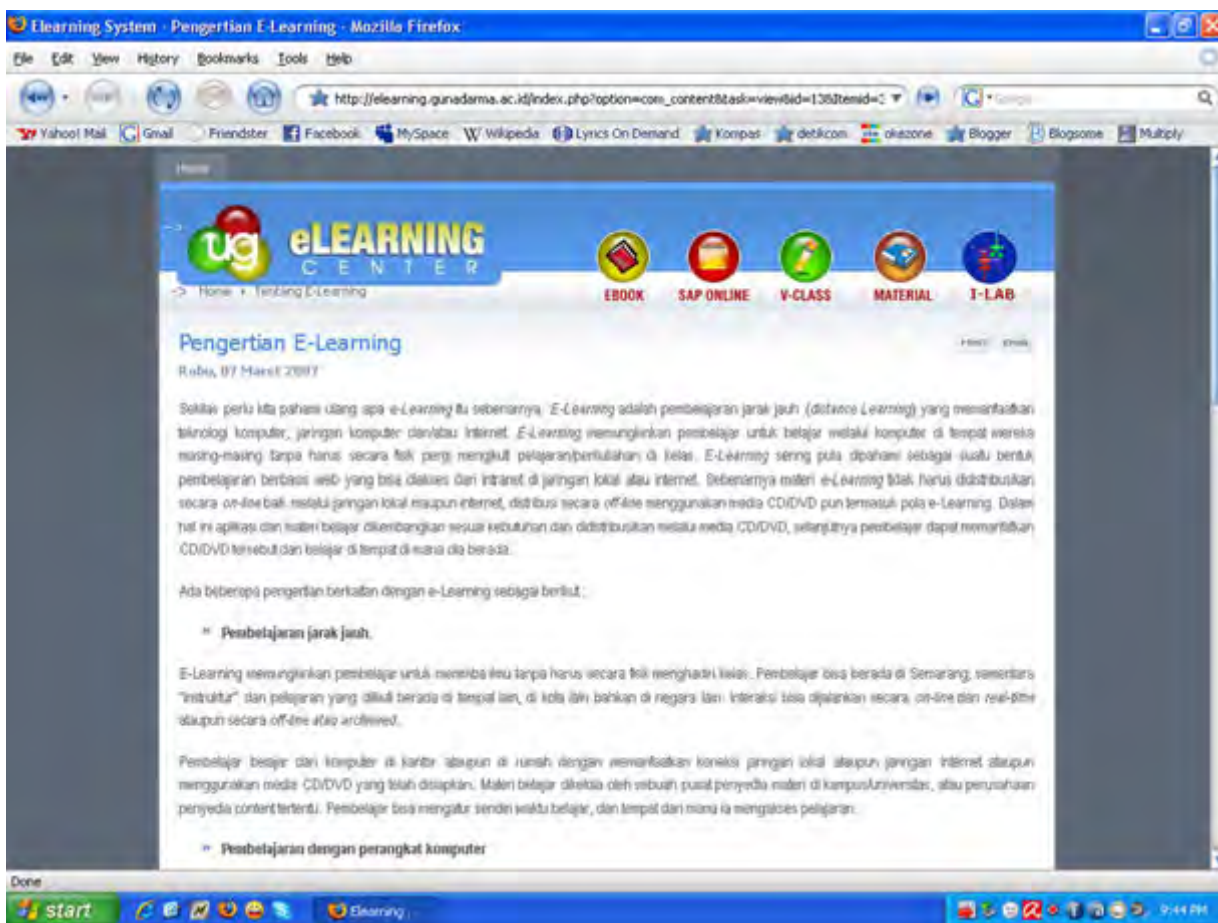 Elearning System - Pengertian E-Learning - Mozilla Firefox
File Edit View History Bookmarks Tools Help
http://elearning.gunadarma.ac.id/index.php?option=com_content&task=view&id=13&Itemid=
Yahoo! Mail Gmail Friendster Facebook MySpace Wikipedia Lyrics On Demand Kompas detikcom okezone Blogger Blogsome Multiply
Home
ug eLEARNING
CENTER
EBOOK SAP ONLINE V-CLASS MATERIAL I-LAB
Home Tentang E-Learning
Pengertian E-Learning
PRINT EMAIL
Rabu, 07 Maret 2007
Sekilas perlu kita pahami ulang apa e-Learning itu sebenarnya. E-Learning adalah pembelajaran jarak jauh (distance Learning) yang memanfaatkan
teknologi komputer, jaringan komputer dan/atau Internet. E-Learning memungkinkan pembelajar untuk belajar melalui komputer di tempat mereka
masing-masing tanpa harus secara fisik pergi mengikuti pelajaran/perkuliahan di kelas. E-Learning sering pula dipahami sebagai suatu bentuk
pembelajaran berbasis web yang bisa diakses dari intranet di jaringan lokal atau internet. Sebenarnya materi e-Learning tidak harus didistribusikan
secara on-line baik melalui jaringan lokal maupun internet, distribusi secara off-line menggunakan media CD/DVD pun termasuk pola e-Learning. Dalam
hal ini aplikasi dan materi belajar dikembangkan sesuai kebutuhan dan didistribusikan melalui media CD/DVD, selanjutnya pembelajar dapat memanfatkan
CD/DVD tersebut dan belajar di tempat di mana dia berada.
Ada beberapa pengertian berkaitan dengan e-Learning sebagai berikut :
Pembelajaran jarak jauh.
E-Learning memungkinkan pembelajar untuk menimba ilmu tanpa harus secara fisik menghadiri kelas. Pembelajar bisa berada di Semarang, sementara
"instruktur" dan pelajaran yang diikuti berada di tempat lain, di kota lain bahkan di negara lain. Interaksi bisa dijalankan secara on-line dan real-time
ataupun secara off-line atau archieved.
Pembelajar belajar dari komputer di kantor ataupun di rumah dengan memanfaatkan koneksi jaringan lokal ataupun jaringan Internet ataupun
menggunakan media CD/DVD yang telah disiapkan. Materi belajar dikelola oleh sebuah pusat penyedia materi di kampus/universitas, atau perusahaan
penyedia content tertentu. Pembelajar bisa mengatur sendiri waktu belajar, dan tempat dari mana ia mengakses pelajaran.
Pembelajaran dengan perangkat komputer
Done
start Elearning 9:44 PM